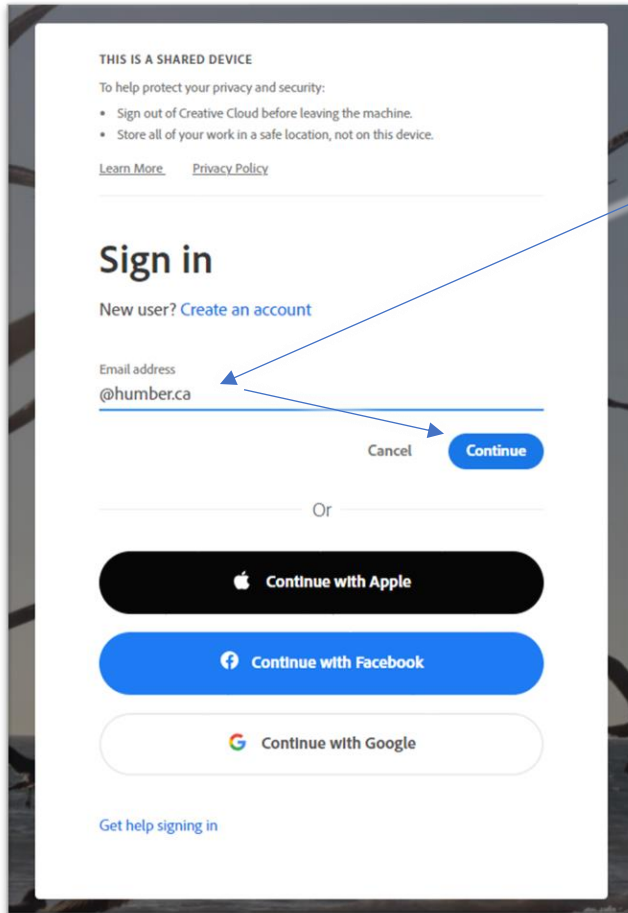 THIS IS A SHARED DEVICE
To help protect your privacy and security:
• Sign out of Creative Cloud before leaving the machine.
• Store all of your work in a safe location, not on this device.
Learn More Privacy Policy
Sign in
New user? Create an account
Email address
@humber.ca
Cancel Continue
Or
Continue with Apple
Continue with Facebook
Continue with Google
Get help signing in